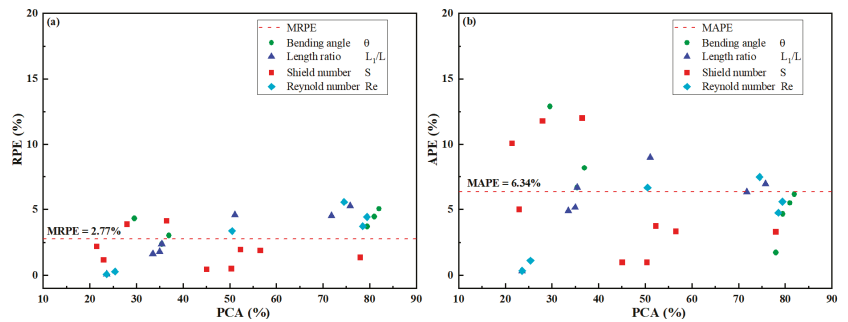 (a)
MRPE
Bending angle θ
Length ratio L1/L
Shield number S
Reynold number Re
MRPE = 2.77%
RPE (%)
20
15
10
5
0
10 20 30 40 50 60 70 80 90
PCA (%)
(b)
MAPE
Bending angle θ
Length ratio L1/L
Shield number S
Reynold number Re
MAPE = 6.34%
APE (%)
20
15
10
5
0
10 20 30 40 50 60 70 80 90
PCA (%)